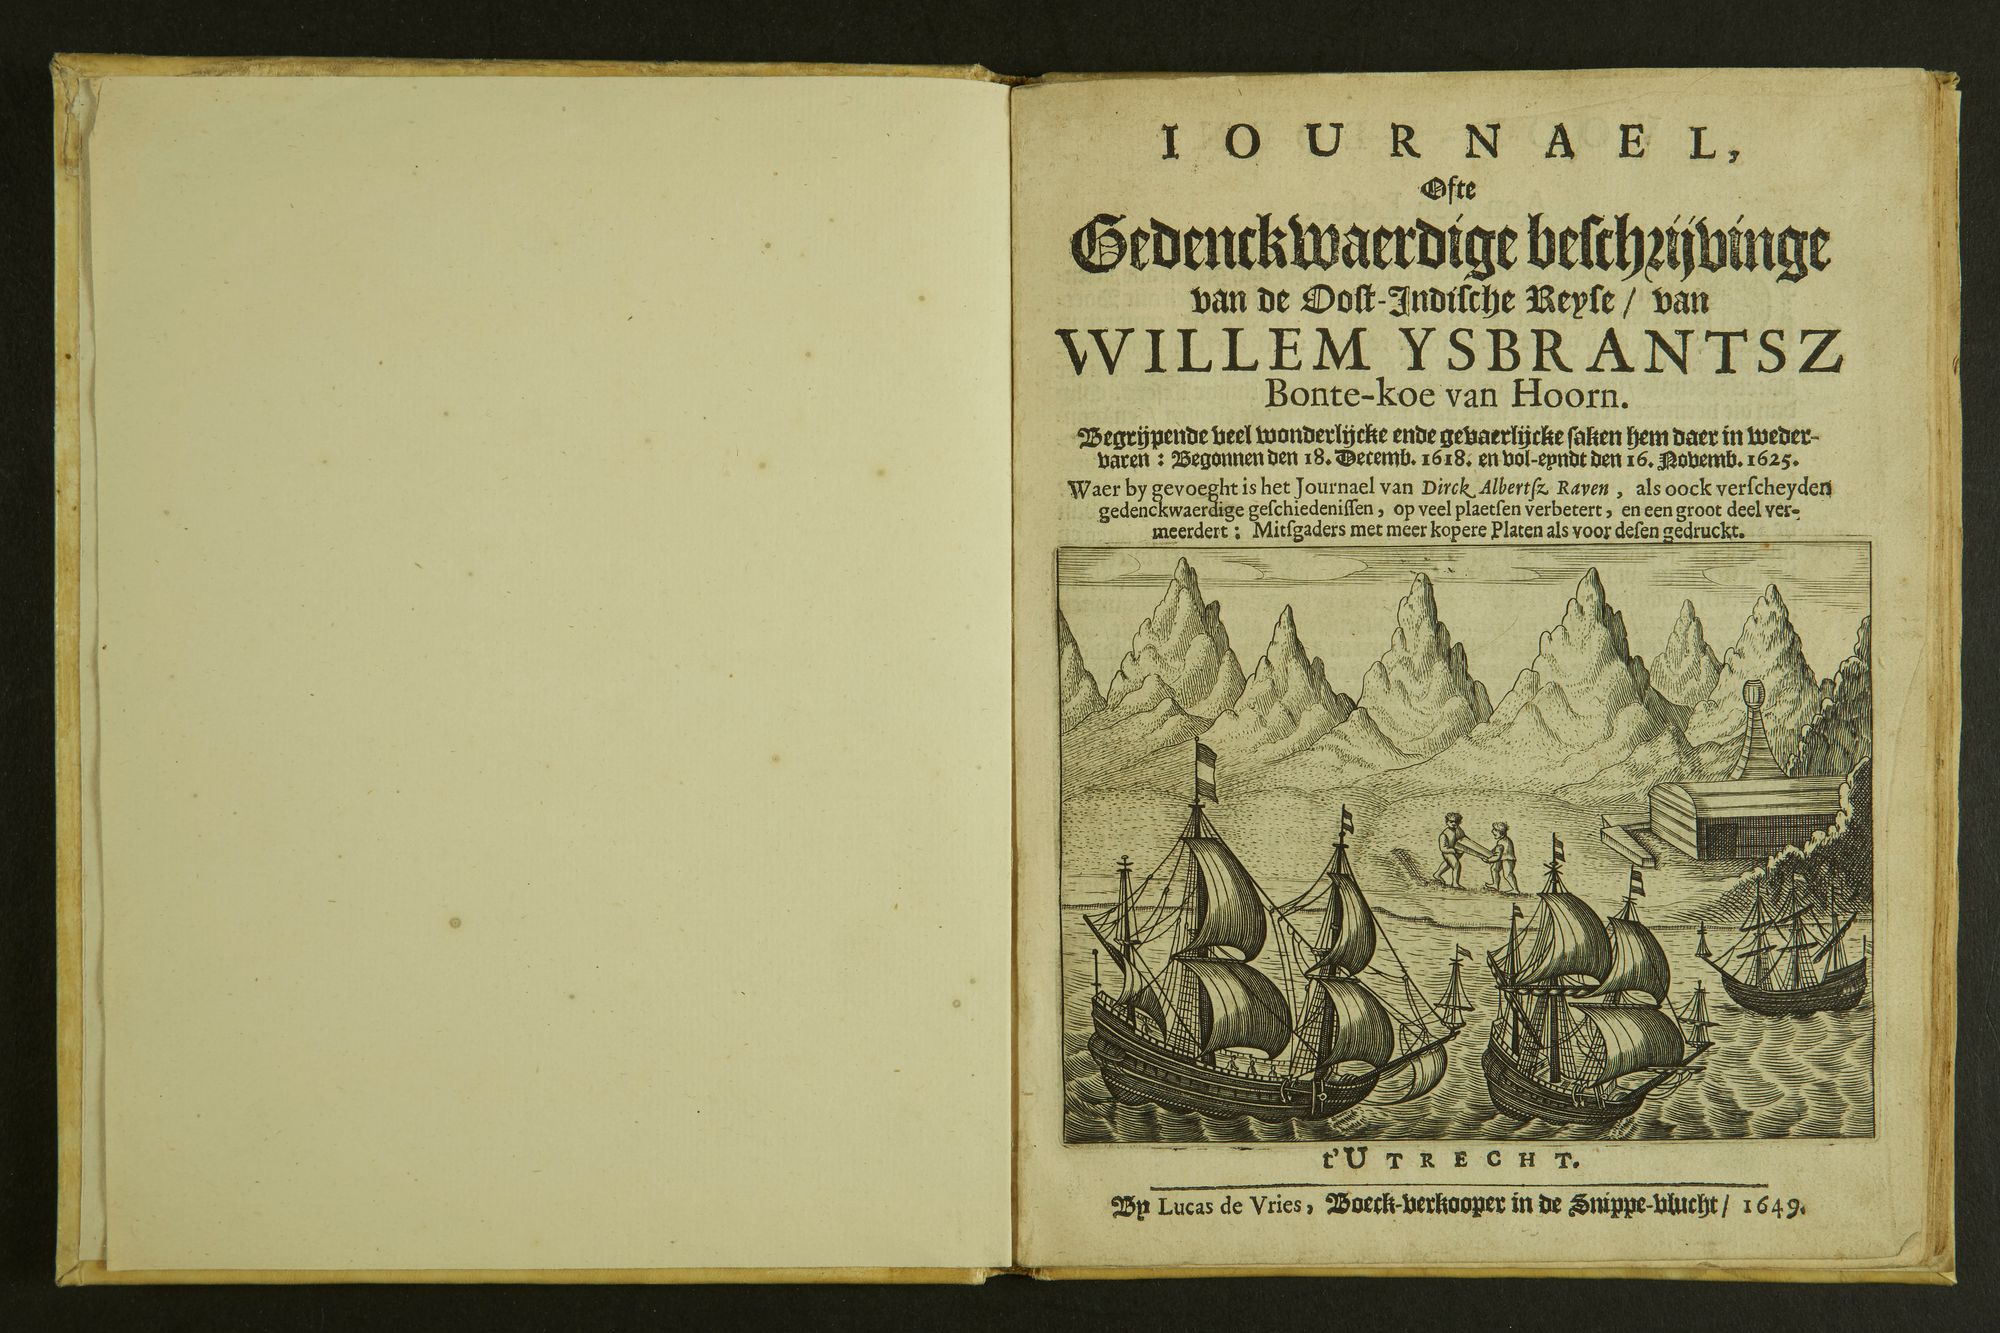 IOURNAEL,
Ofte
Gedenckwaerdige beſchrijvinge
van de Ooſt-Indiſche Reyſe / van
WILLEM YSBRANTSZ
Bonte-koe van Hoorn.
Begrijpende veel wonderlijcke ende gevaerlijcke ſaken hem daer in weder-
varen : Begonnen den 18. Decemb. 1618. en vol-eyndt den 16. Novemb. 1625.
Waer by gevoeght is het Journael van Dirck Albertſz Raven , als oock verſcheyden
gedenckwaerdige geſchiedeniſſen , op veel plaetſen verbetert , en een groot deel ver-
meerdert : Mitſgaders met meer kopere Platen als voor deſen gedruckt.
t'UTRECHT.
By Lucas de Vries, Boeck-verkooper in de Snippe-vlucht / 1649.